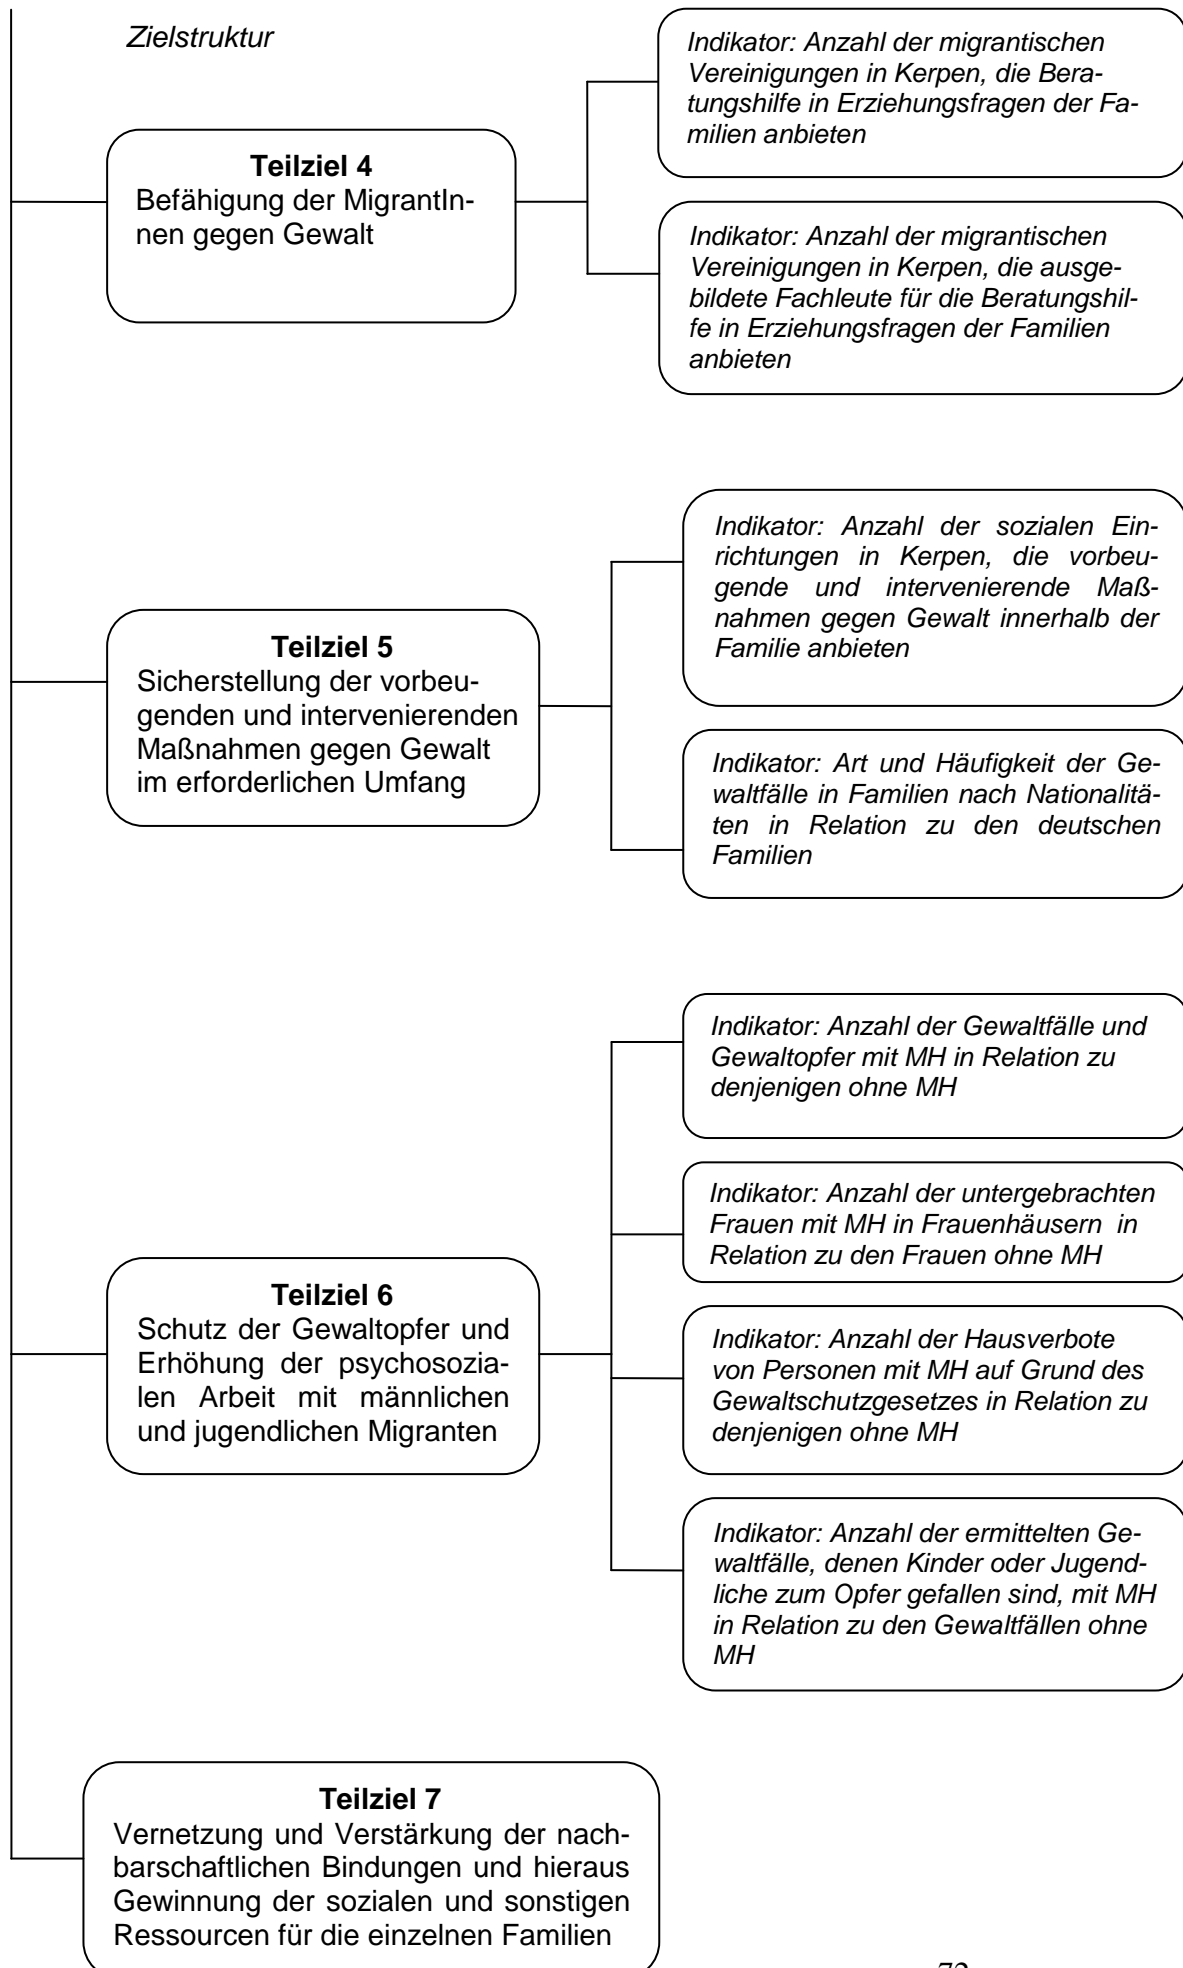 Zielstruktur
Indikator: Anzahl der migrantischen
Vereinigungen in Kerpen, die Bera-
tungshilfe in Erziehungsfragen der Fa-
milien anbieten
Teilziel 4
Befähigung der MigrantIn-
nen gegen Gewalt
Indikator: Anzahl der migrantischen
Vereinigungen in Kerpen, die ausge-
bildete Fachleute für die Beratungshil-
fe in Erziehungsfragen der Familien
anbieten
Indikator: Anzahl der sozialen Ein-
richtungen in Kerpen, die vorbeu-
gende und intervenierende Maß-
nahmen gegen Gewalt innerhalb der
Familie anbieten
Teilziel 5
Sicherstellung der vorbeu-
genden und intervenierenden
Maßnahmen gegen Gewalt
im erforderlichen Umfang
Indikator: Art und Häufigkeit der Ge-
waltfälle in Familien nach Nationalitä-
ten in Relation zu den deutschen
Familien
Indikator: Anzahl der Gewaltfälle und
Gewaltopfer mit MH in Relation zu
denjenigen ohne MH
Indikator: Anzahl der untergebrachten
Frauen mit MH in Frauenhäusern in
Relation zu den Frauen ohne MH
Teilziel 6
Schutz der Gewaltopfer und
Erhöhung der psychosozia-
len Arbeit mit männlichen
und jugendlichen Migranten
Indikator: Anzahl der Hausverbote
von Personen mit MH auf Grund des
Gewaltschutzgesetzes in Relation zu
denjenigen ohne MH
Indikator: Anzahl der ermittelten Ge-
waltfälle, denen Kinder oder Jugend-
liche zum Opfer gefallen sind, mit MH
in Relation zu den Gewaltfällen ohne
MH
Teilziel 7
Vernetzung und Verstärkung der nach-
barschaftlichen Bindungen und hieraus
Gewinnung der sozialen und sonstigen
Ressourcen für die einzelnen Familien